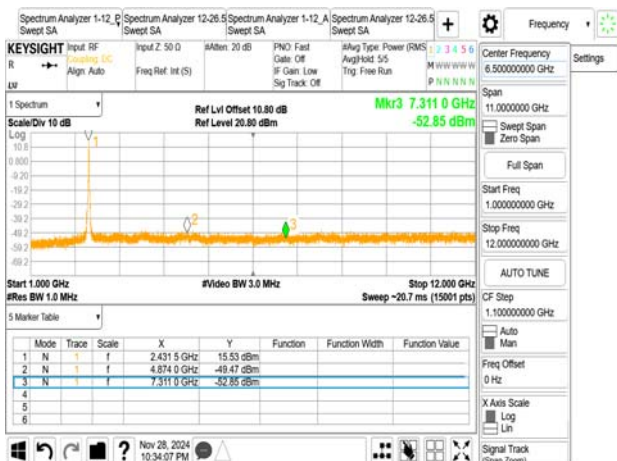 Spectrum Analyzer 1-12_P
Swept SA
Spectrum Analyzer 12-26.5
Swept SA
Spectrum Analyzer 1-12_A
Swept SA
Spectrum Analyzer 12-26.5
Swept SA
+
Frequency
KEYSIGHT
R
Input: RF
Coupling: DC
Align: Auto
Input Z: 50 Ω
Freq Ref: Int (S)
#Atten: 20 dB
PNO: Fast
Gate: Off
IF Gain: Low
Sig Track: Off
#Avg Type: Power (RMS)
Avg|Hold: 5/5
Trig: Free Run
1 2 3 4 5 6
M W W W W W
P N N N N N
1 Spectrum
Scale/Div 10 dB
Log
Ref Lvl Offset 10.80 dB
Ref Level 20.80 dBm
Mkr3 7.311 0 GHz
-52.85 dBm
10.8
0.800
-9.20
-19.2
-29.2
-39.2
-49.2
-59.2
-69.2
1
2
3
Start 1.000 GHz
#Res BW 1.0 MHz
#Video BW 3.0 MHz
Stop 12.000 GHz
Sweep ~20.7 ms (15001 pts)
5 Marker Table
Mode Trace Scale X Y Function Function Width Function Value
1 N 1 f 2.431 5 GHz 15.53 dBm
2 N 1 f 4.874 0 GHz -49.47 dBm
3 N 1 f 7.311 0 GHz -52.85 dBm
4
5
6
?
Nov 28, 2024
10:34:07 PM
Center Frequency
6.500000000 GHz
Settings
Span
11.0000000 GHz
Swept Span
Zero Span
Full Span
Start Freq
1.000000000 GHz
Stop Freq
12.000000000 GHz
AUTO TUNE
CF Step
1.100000000 GHz
Auto
Man
Freq Offset
0 Hz
X Axis Scale
Log
Lin
Signal Track
(Span Zoom)